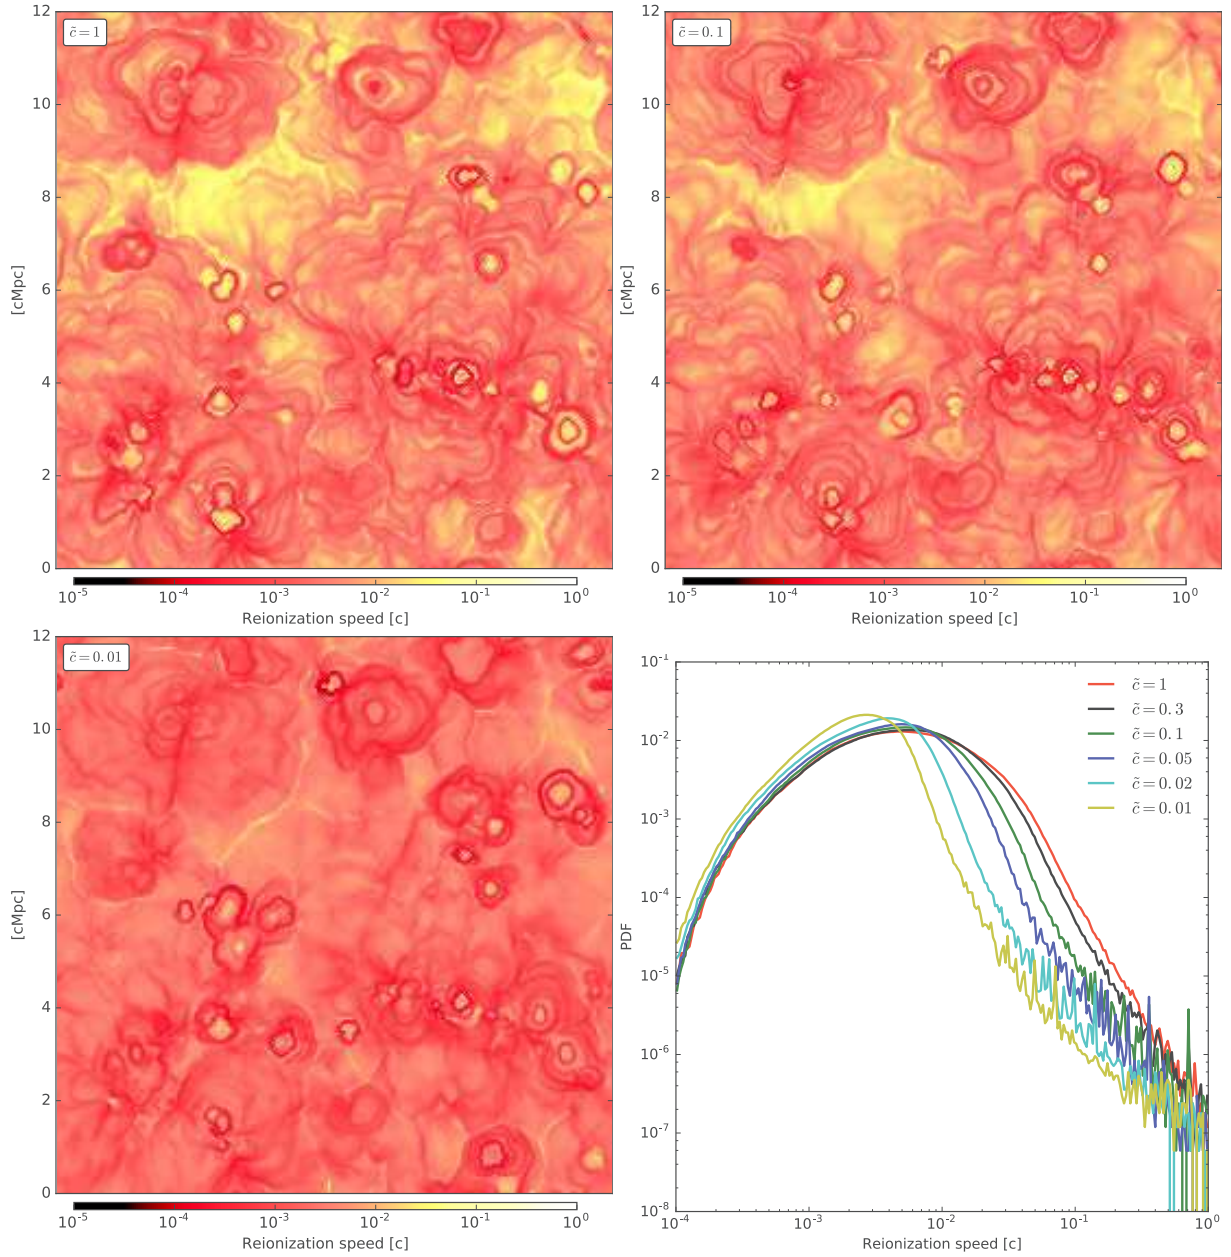 12
10
8
6
4
2
0
[cMpc]
c̃ = 1
10⁻⁵ 10⁻⁴ 10⁻³ 10⁻² 10⁻¹ 10⁰
Reionization speed [c]
12
10
8
6
4
2
0
[cMpc]
c̃ = 0.1
10⁻⁵ 10⁻⁴ 10⁻³ 10⁻² 10⁻¹ 10⁰
Reionization speed [c]
12
10
8
6
4
2
0
[cMpc]
c̃ = 0.01
10⁻⁵ 10⁻⁴ 10⁻³ 10⁻² 10⁻¹ 10⁰
Reionization speed [c]
10⁻¹
10⁻²
10⁻³
10⁻⁴
10⁻⁵
10⁻⁶
10⁻⁷
10⁻⁸
PDF
c̃ = 1
c̃ = 0.3
c̃ = 0.1
c̃ = 0.05
c̃ = 0.02
c̃ = 0.01
10⁻⁴ 10⁻³ 10⁻² 10⁻¹ 10⁰
Reionization speed [c]